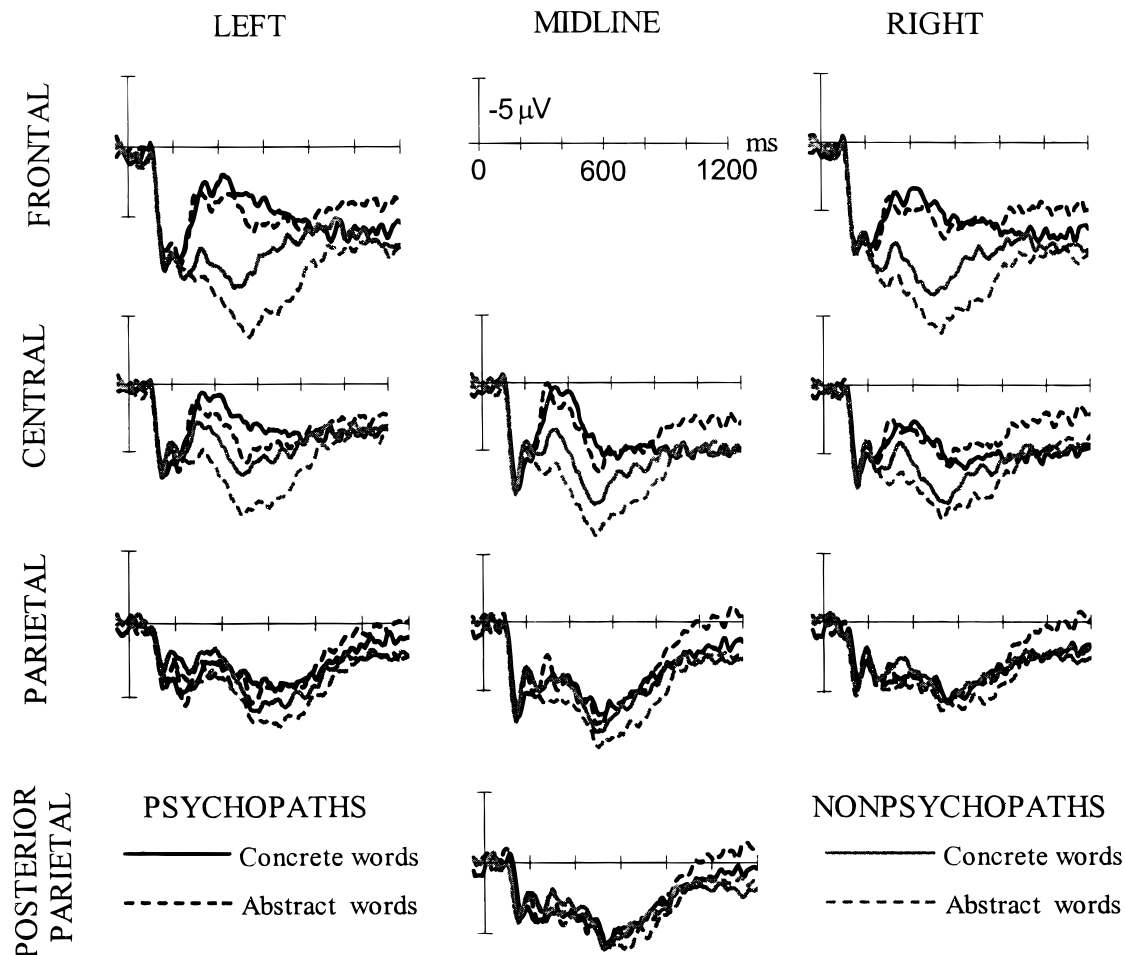 LEFT
MIDLINE
RIGHT
FRONTAL
-5 μV
ms
0 600 1200
CENTRAL
PARIETAL
POSTERIOR
PARIETAL
PSYCHOPATHS
Concrete words
Abstract words
NONPSYCHOPATHS
Concrete words
Abstract words